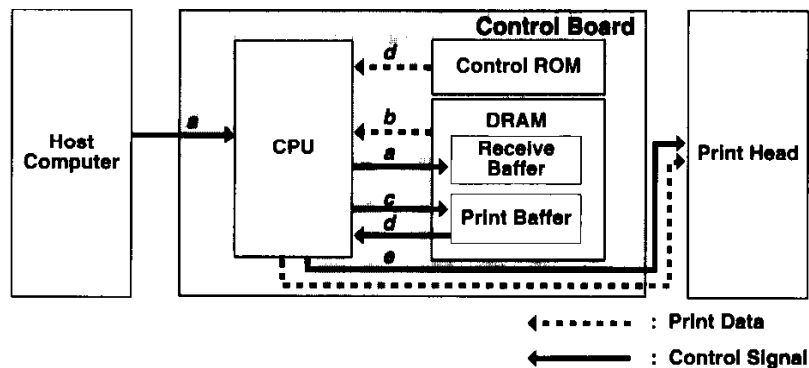 Control Board
d
Control ROM
Host
Computer
a
CPU
b
DRAM
a
Receive
Baffer
Print Head
c
d
Print Baffer
e
: Print Data
: Control Signal